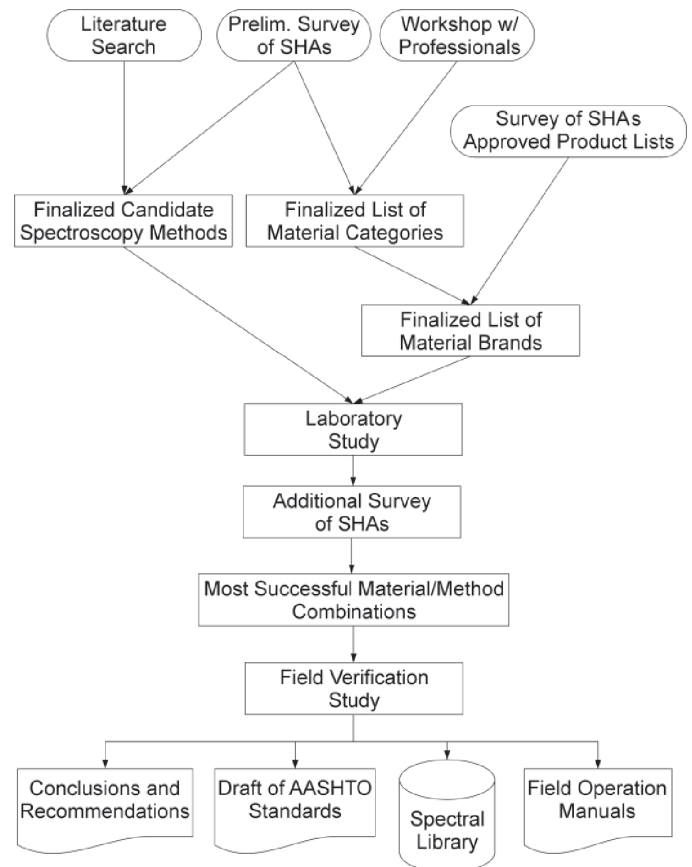 Literature
Search
Prelim. Survey
of SHAs
Workshop w/
Professionals
Survey of SHAs
Approved Product Lists
Finalized Candidate
Spectroscopy Methods
Finalized List of
Material Categories
Finalized List of
Material Brands
Laboratory
Study
Additional Survey
of SHAs
Most Successful Material/Method
Combinations
Field Verification
Study
Conclusions and
Recommendations
Draft of AASHTO
Standards
Spectral
Library
Field Operation
Manuals